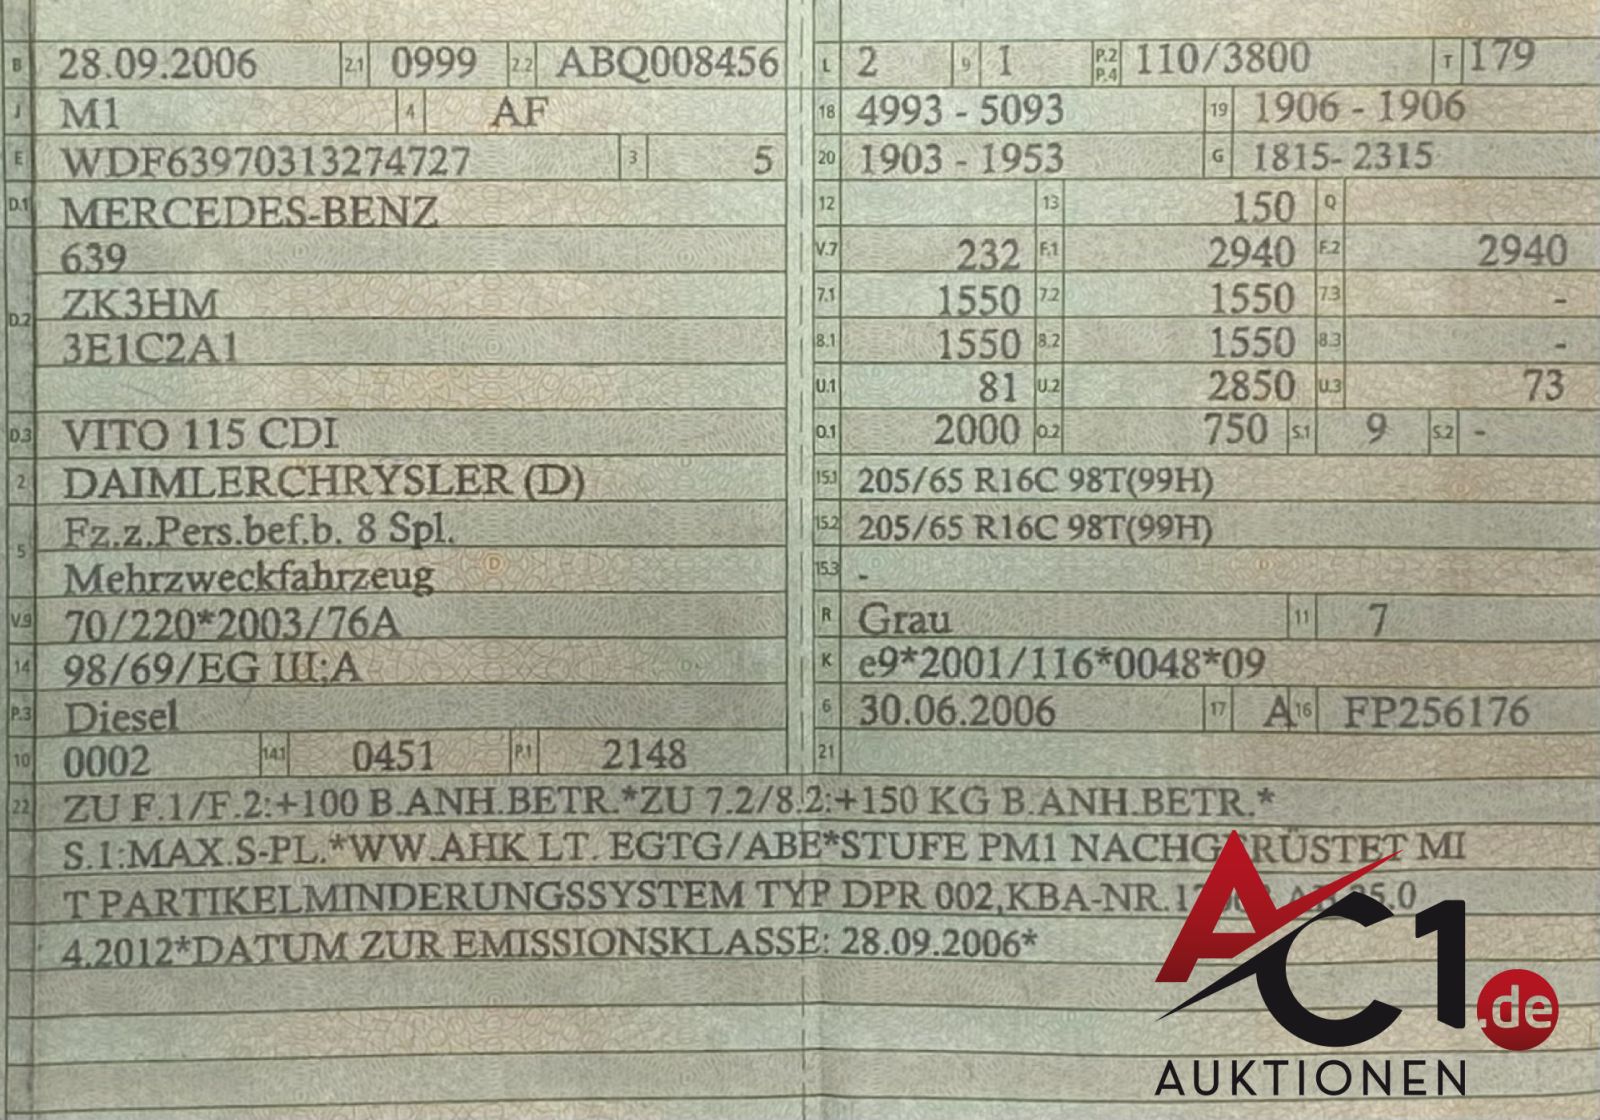 B 28.09.2006 2.1 0999 2.2 ABQ008456
J M1 4 AF
E WDF63970313274727 3 5
D.1 MERCEDES-BENZ
639
D.2 ZK3HM
3E1C2A1
D.3 VITO 115 CDI
2 DAIMLERCHRYSLER (D)
5 Fz.z.Pers.bef.b. 8 Spl.
Mehrzweckfahrzeug
V.9 70/220*2003/76A
14 98/69/EG III;A
P.3 Diesel
10 0002 14.1 0451 P.1 2148
L 2 9 I P.2 P.4 110/3800 T 179
18 4993 - 5093 19 1906 - 1906
20 1903 - 1953 G 1815- 2315
12 13 150 Q
V.7 232 F.1 2940 F.2 2940
7.1 1550 7.2 1550 7.3 -
8.1 1550 8.2 1550 8.3 -
U.1 81 U.2 2850 U.3 73
O.1 2000 O.2 750 S.1 9 S.2 -
15.1 205/65 R16C 98T(99H)
15.2 205/65 R16C 98T(99H)
15.3 -
R Grau 11 7
K e9*2001/116*0048*09
6 30.06.2006 17 A 16 FP256176
21
22 ZU F.1/F.2:+100 B.ANH.BETR.*ZU 7.2/8.2:+150 KG B.ANH.BETR.*
S.1:MAX.S-PL.*WW.AHK LT. EGTG/ABE*STUFE PM1 NACHGERÜSTET MI
T PARTIKELMINDERUNGSSYSTEM TYP DPR 002,KBA-NR.
4.2012*DATUM ZUR EMISSIONSKLASSE: 28.09.2006*
AC1.de
AUKTIONEN